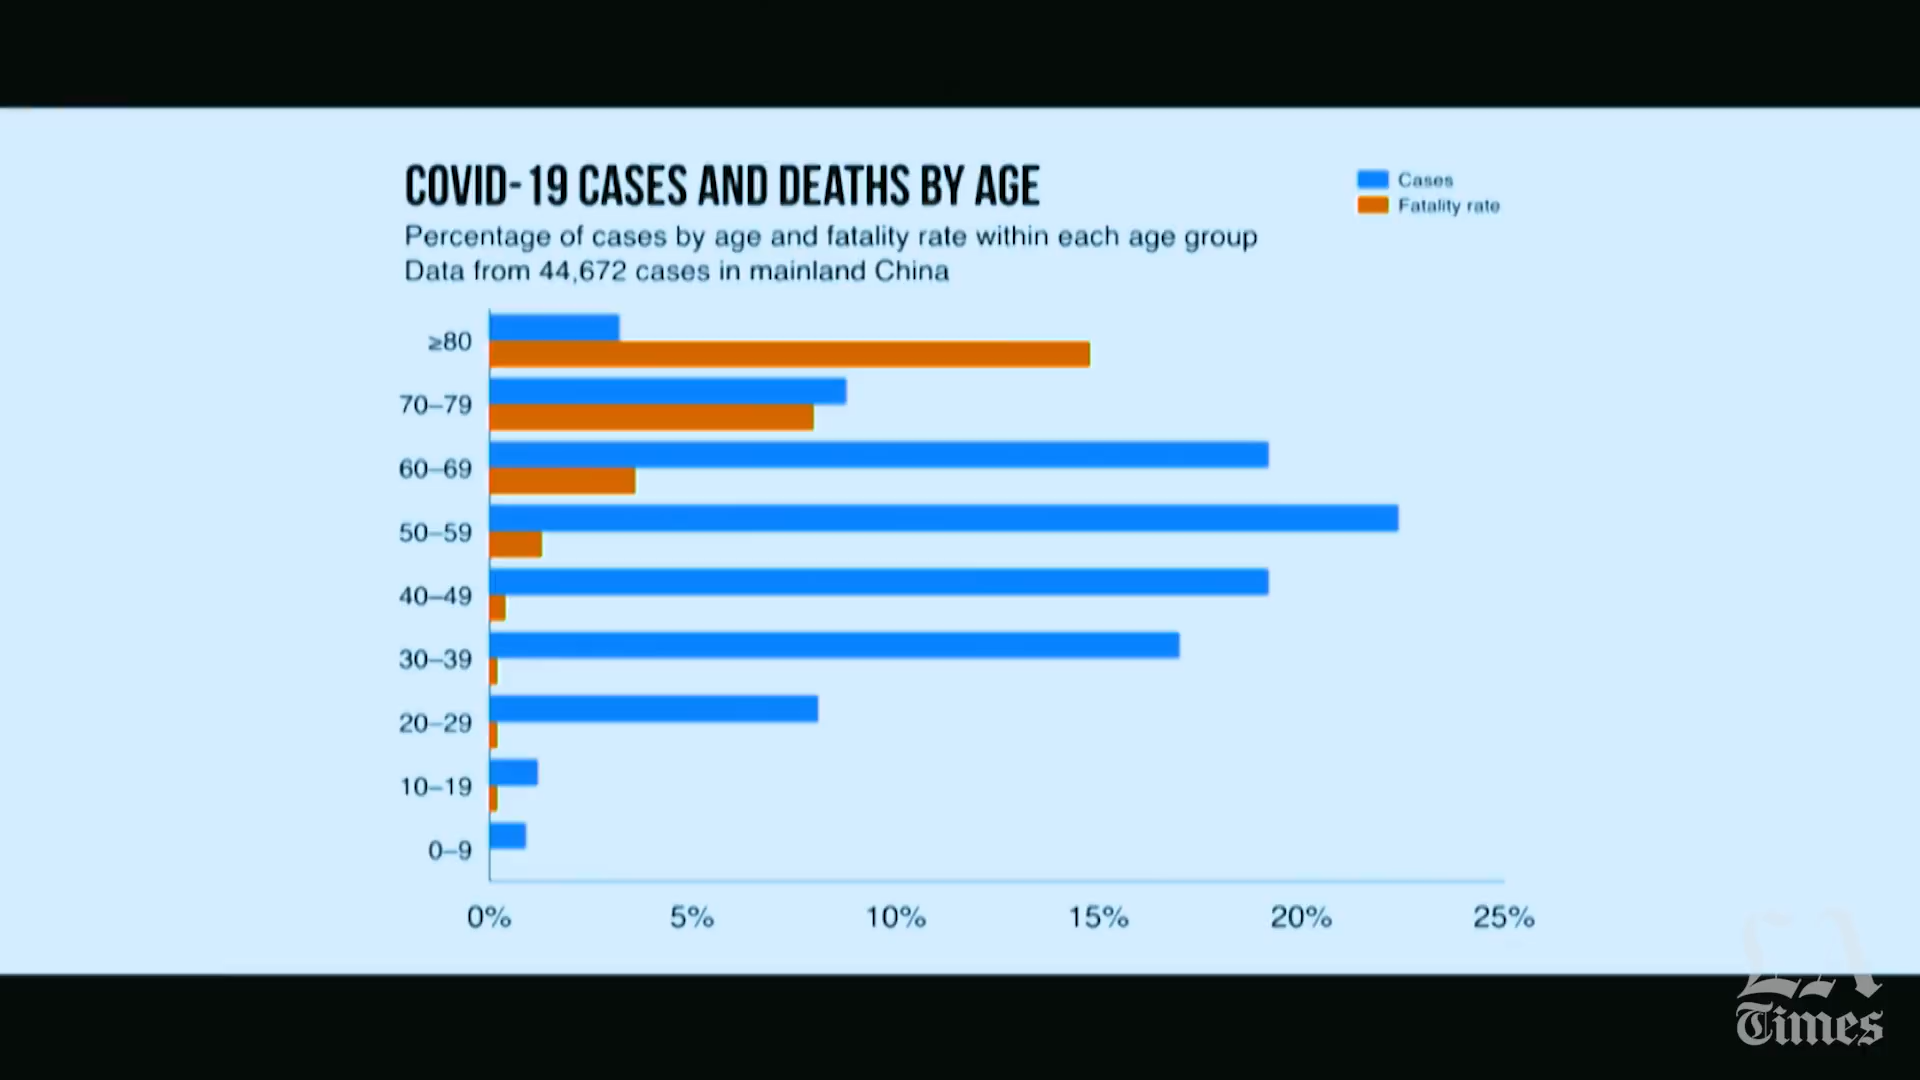 COVID-19 CASES AND DEATHS BY AGE
Percentage of cases by age and fatality rate within each age group
Data from 44,672 cases in mainland China
Cases
Fatality rate
≥80
70–79
60–69
50–59
40–49
30–39
20–29
10–19
0–9
0% 5% 10% 15% 20% 25%
LA
Times